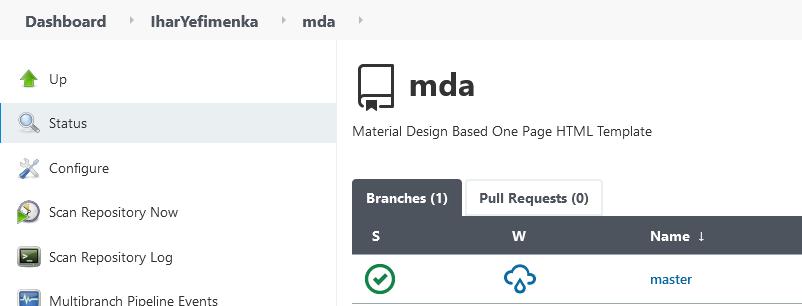 Dashboard IharYefimenka mda
Up
Status
Configure
Scan Repository Now
Scan Repository Log
Multibranch Pipeline Events
mda
Material Design Based One Page HTML Template
Branches (1) Pull Requests (0)
S W Name ↓
master